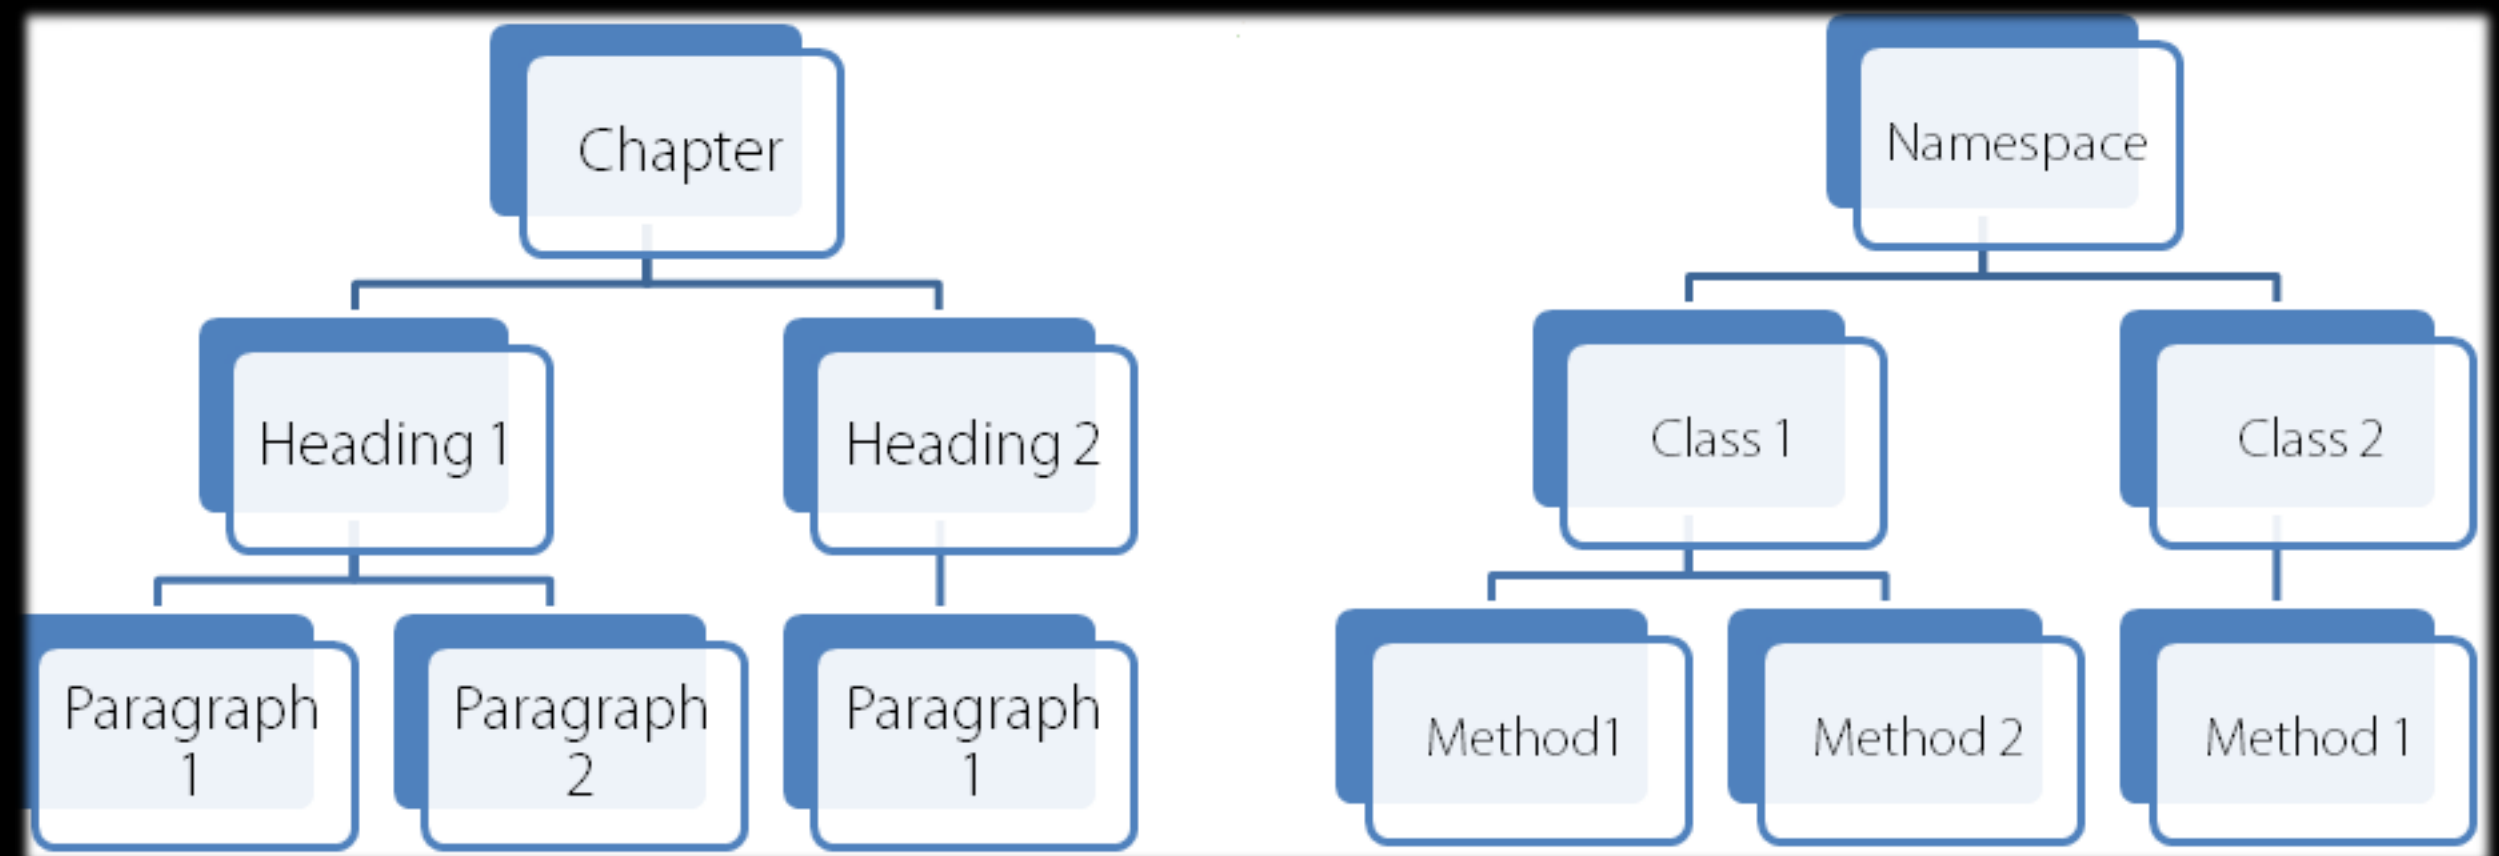 Chapter
Namespace
Heading 1
Heading 2
Class 1
Class 2
Paragraph
1
Paragraph
2
Paragraph
1
Method1
Method 2
Method 1